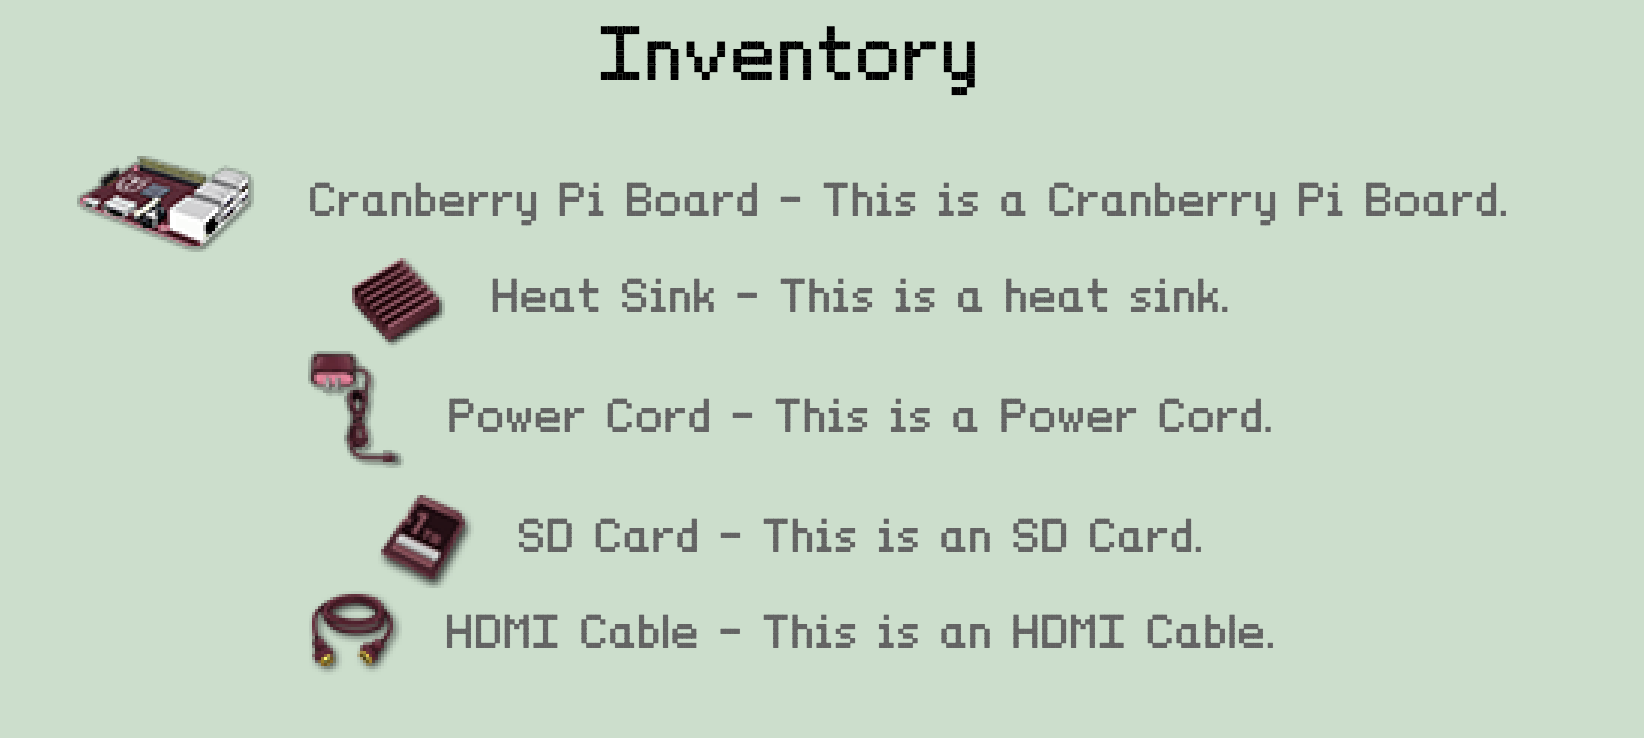 Inventory
Cranberry Pi Board - This is a Cranberry Pi Board.
Heat Sink - This is a heat sink.
Power Cord - This is a Power Cord.
SD Card - This is an SD Card.
HDMI Cable - This is an HDMI Cable.